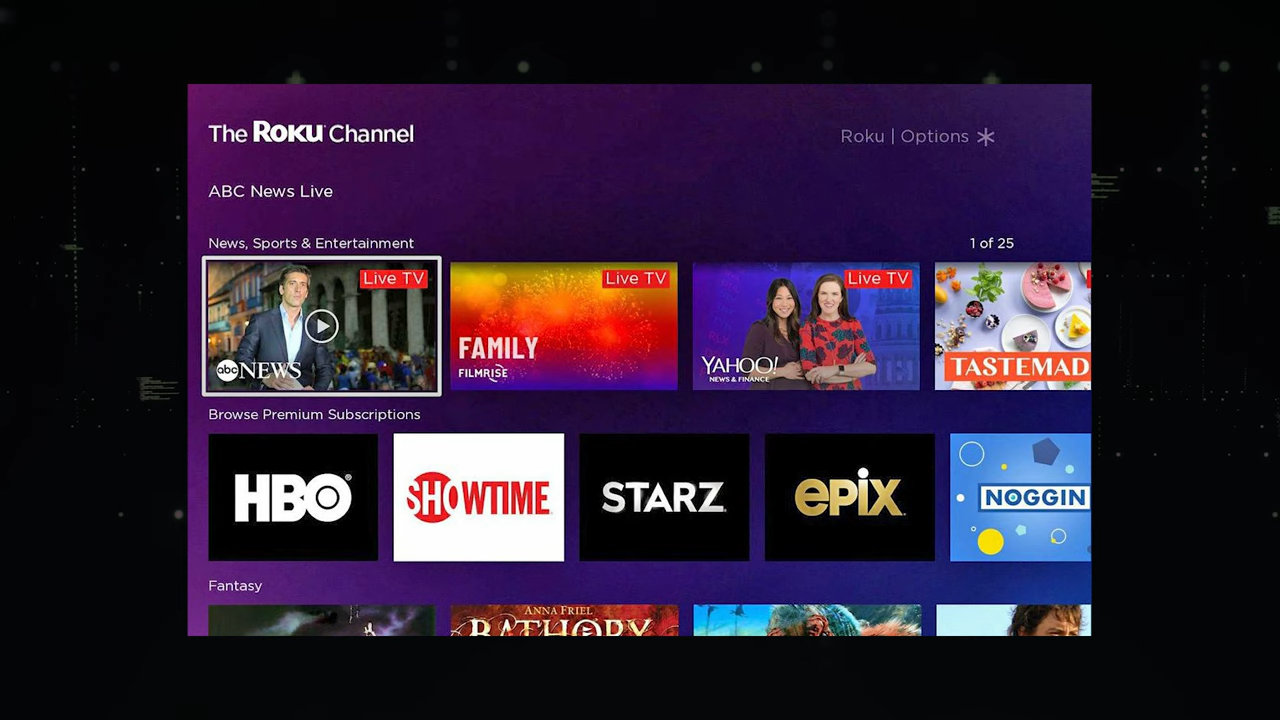 The Roku Channel
Roku | Options
ABC News Live
News, Sports & Entertainment
1 of 25
Live TV
abc NEWS
Live TV
FAMILY
FILMRISE
Live TV
YAHOO!
NEWS & FINANCE
TASTEMAD
Browse Premium Subscriptions
HBO®
SHOWTIME
STARZ
epix
NOGGIN
Fantasy
ANNA FRIEL
BATHORY